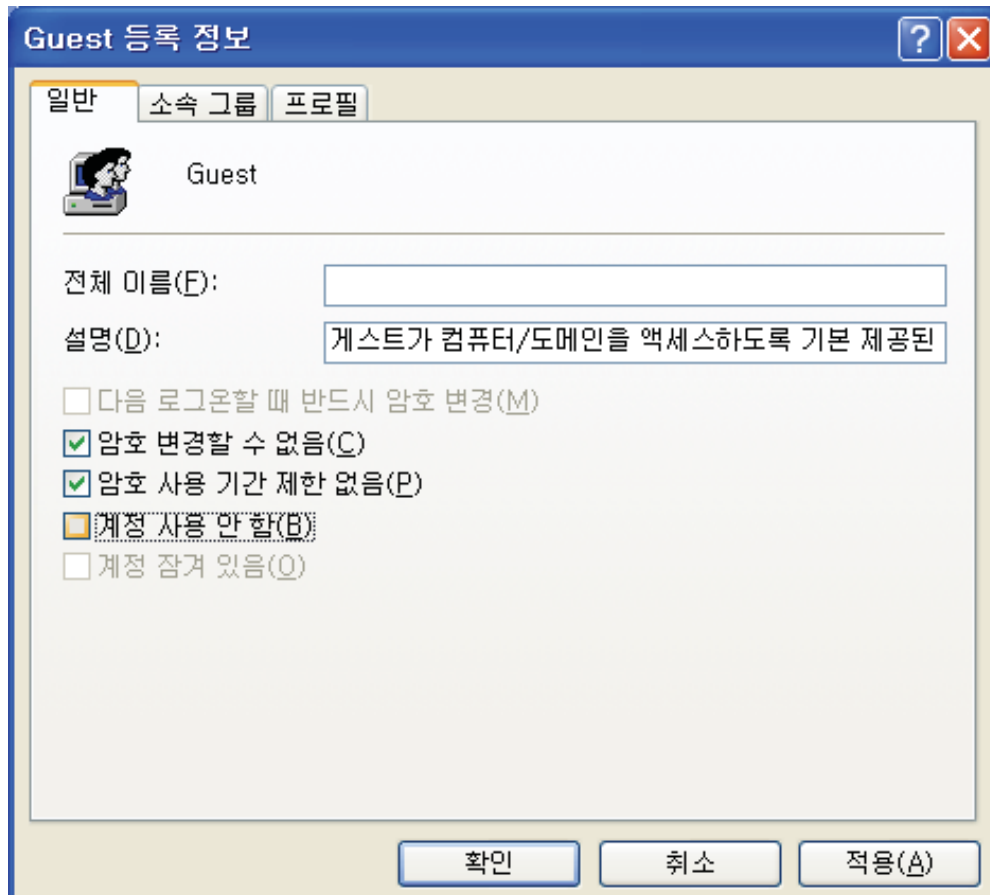 Guest 등록 정보
일반 소속 그룹 프로필
Guest
전체 이름(F):
설명(D): 게스트가 컴퓨터/도메인을 액세스하도록 기본 제공된
다음 로그온할 때 반드시 암호 변경(M)
암호 변경할 수 없음(C)
암호 사용 기간 제한 없음(P)
계정 사용 안 함(B)
계정 잠겨 있음(O)
확인 취소 적용(A)